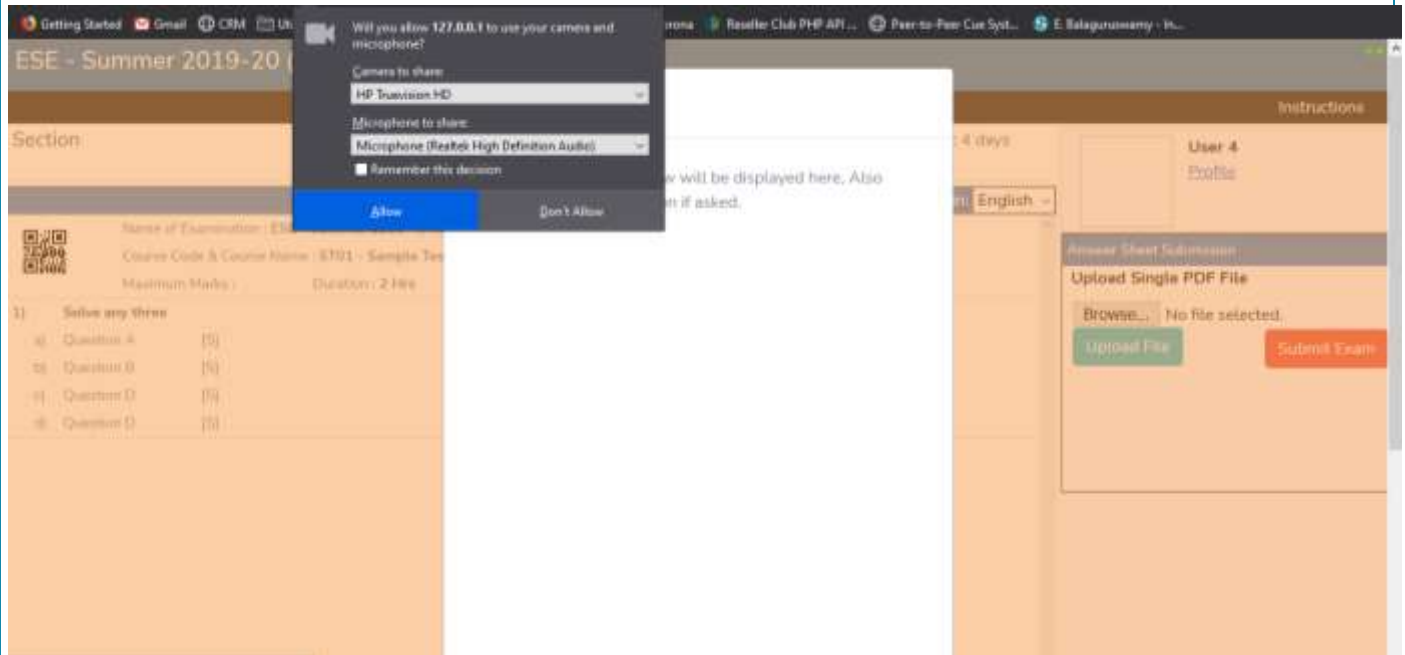 Getting Started Gmail CRM Reseller Club PHP API ... Peer-to-Peer Cue Syst... E. Balaguruswamy - In...
ESE - Summer 2019-20 (
Will you allow 127.0.0.1 to use your camera and
microphone?
Camera to share:
HP Truevision HD
Microphone to share:
Microphone (Realtek High Definition Audio)
Remember this decision
Allow Don't Allow
Instructions
Section
4 days
User 4
Profile
will be displayed here, Also
if asked.
English
Name of Examination :
Course Code & Course Name : ST01 - Sample
Maximum Marks : Duration : 2 Hrs
1) Solve any three
a) Question A [5]
b) Question B [5]
c) Question D [5]
d) Question D [5]
Answer Sheet Submission
Upload Single PDF File
Browse... No file selected.
Upload File Submit Exam